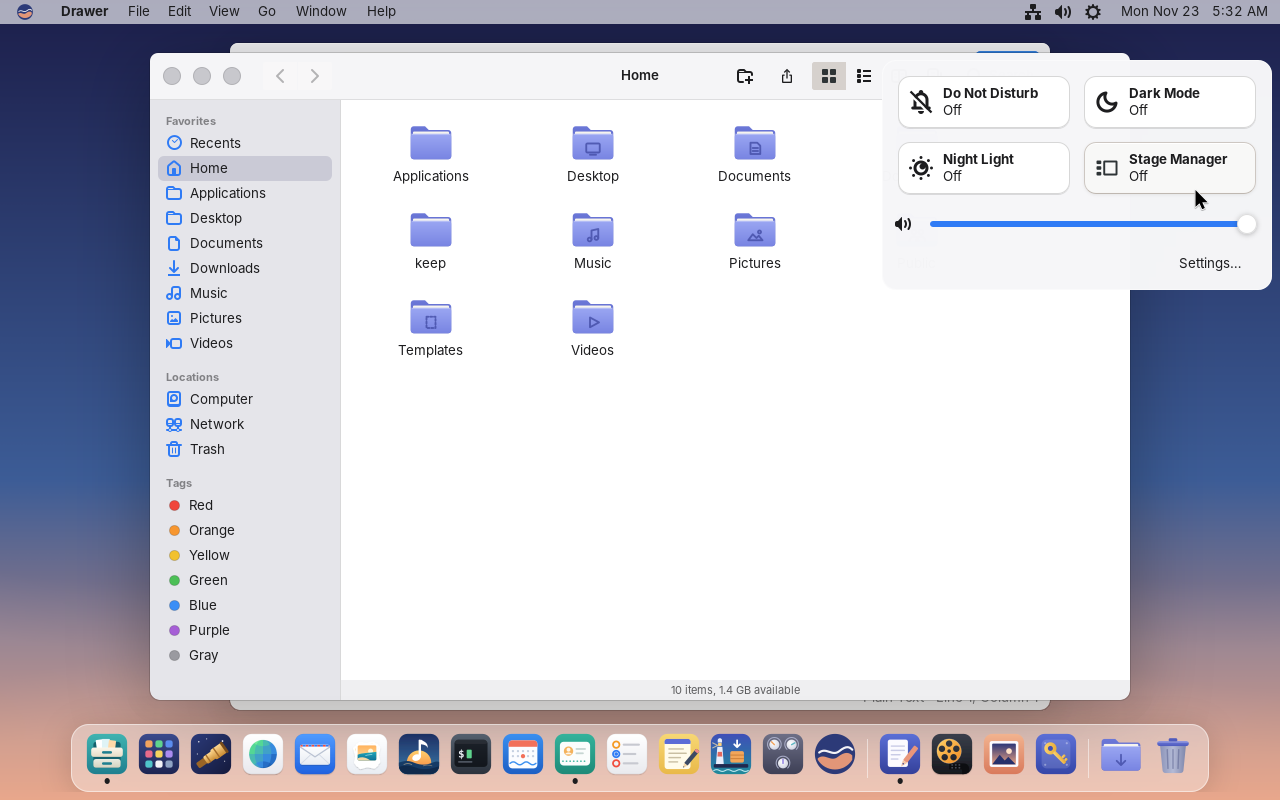 Drawer File Edit View Go Window Help Mon Nov 23 5:32 AM
Home
Favorites
Recents
Home
Applications
Desktop
Documents
Downloads
Music
Pictures
Videos
Locations
Computer
Network
Trash
Tags
Red
Orange
Yellow
Green
Blue
Purple
Gray
Applications Desktop Documents
keep Music Pictures
Templates Videos
10 items, 1.4 GB available
Do Not Disturb
Off
Dark Mode
Off
Night Light
Off
Stage Manager
Off
Settings...
$